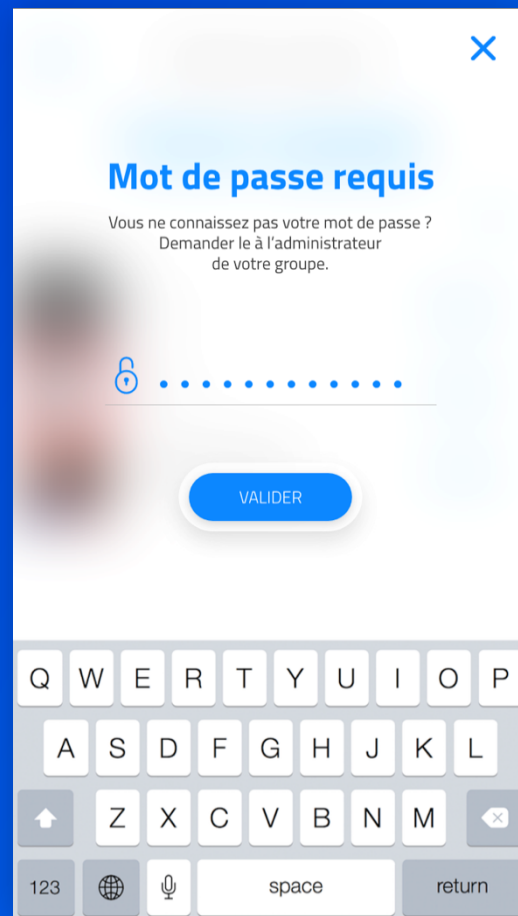 Mot de passe requis
Vous ne connaissez pas votre mot de passe ?
Demander le à l’administrateur
de votre groupe.
VALIDER
Q W E R T Y U I O P
A S D F G H J K L
Z X C V B N M
123 space return